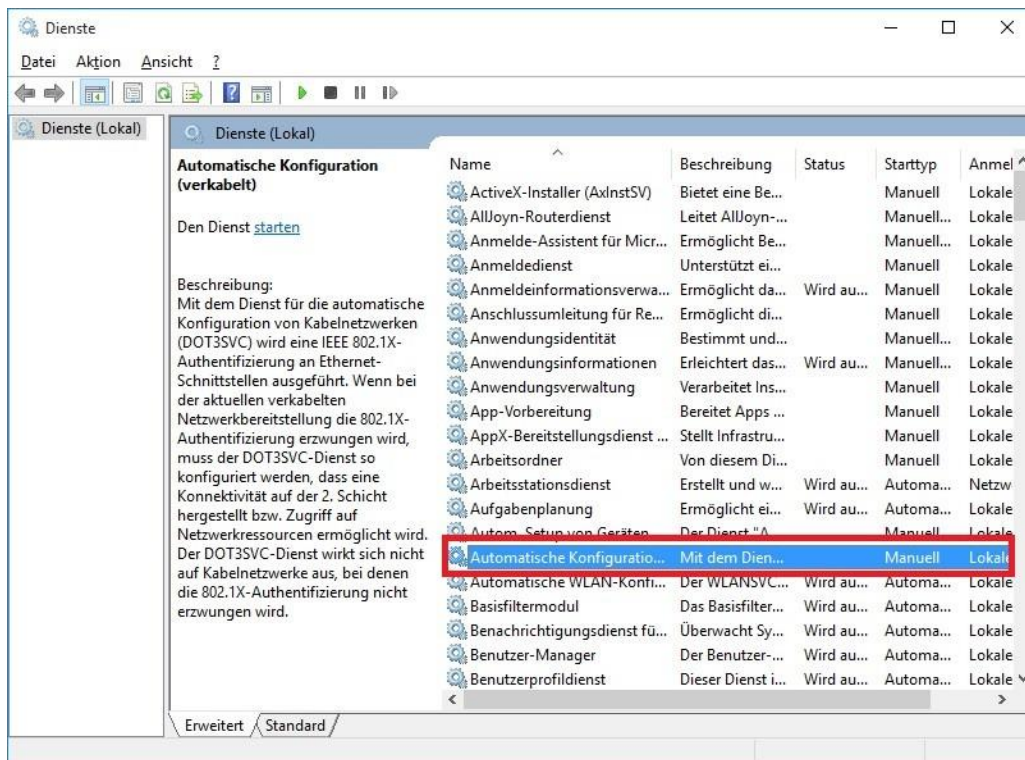 Dienste
Datei Aktion Ansicht ?
Dienste (Lokal)
Dienste (Lokal)
Automatische Konfiguration
(verkabelt)
Den Dienst starten
Beschreibung:
Mit dem Dienst für die automatische
Konfiguration von Kabelnetzwerken
(DOT3SVC) wird eine IEEE 802.1X-
Authentifizierung an Ethernet-
Schnittstellen ausgeführt. Wenn bei
der aktuellen verkabelten
Netzwerkbereitstellung die 802.1X-
Authentifizierung erzwungen wird,
muss der DOT3SVC-Dienst so
konfiguriert werden, dass eine
Konnektivität auf der 2. Schicht
hergestellt bzw. Zugriff auf
Netzwerkressourcen ermöglicht wird.
Der DOT3SVC-Dienst wirkt sich nicht
auf Kabelnetzwerke aus, bei denen
die 802.1X-Authentifizierung nicht
erzwungen wird.
Name Beschreibung Status Starttyp Anmel
ActiveX-Installer (AxInstSV) Bietet eine Be... Manuell Lokale
AllJoyn-Routerdienst Leitet AllJoyn-... Manuell... Lokale
Anmelde-Assistent für Micr... Ermöglicht Be... Manuell... Lokale
Anmeldedienst Unterstützt ei... Manuell Lokale
Anmeldeinformationsverwa... Ermöglicht da... Wird au... Manuell Lokale
Anschlussumleitung für Re... Ermöglicht di... Manuell Lokale
Anwendungsidentität Bestimmt und... Manuell... Lokale
Anwendungsinformationen Erleichtert das... Wird au... Manuell... Lokale
Anwendungsverwaltung Verarbeitet Ins... Manuell Lokale
App-Vorbereitung Bereitet Apps ... Manuell Lokale
AppX-Bereitstellungsdienst ... Stellt Infrastru... Manuell Lokale
Arbeitsordner Von diesem Di... Manuell Lokale
Arbeitsstationsdienst Erstellt und w... Wird au... Automa... Netzw
Aufgabenplanung Ermöglicht ei... Wird au... Automa... Lokale
Autom. Setup von Geräten Der Dienst "A Manuell Lokale
Automatische Konfiguratio... Mit dem Dien... Manuell Lokale
Automatische WLAN-Konfi... Der WLANSVC... Wird au... Automa... Lokale
Basisfiltermodul Das Basisfilter... Wird au... Automa... Lokale
Benachrichtigungsdienst fü... Überwacht Sy... Wird au... Automa... Lokale
Benutzer-Manager Der Benutzer-... Wird au... Automa... Lokale
Benutzerprofildienst Dieser Dienst i... Wird au... Automa... Lokale
Erweitert Standard